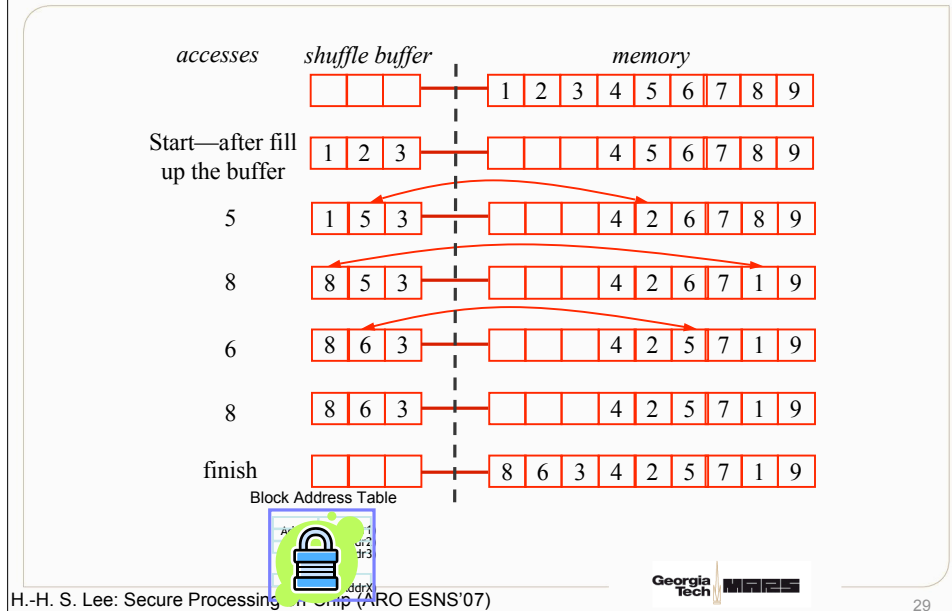 accesses shuffle buffer memory
1 2 3 4 5 6 7 8 9
Start—after fill
up the buffer
1 2 3 4 5 6 7 8 9
5 1 5 3 4 2 6 7 8 9
8 8 5 3 4 2 6 7 1 9
6 8 6 3 4 2 5 7 1 9
8 8 6 3 4 2 5 7 1 9
finish 8 6 3 4 2 5 7 1 9
Block Address Table
H.-H. S. Lee: Secure Processing (ARO ESNS'07)
Georgia
Tech MARS
29